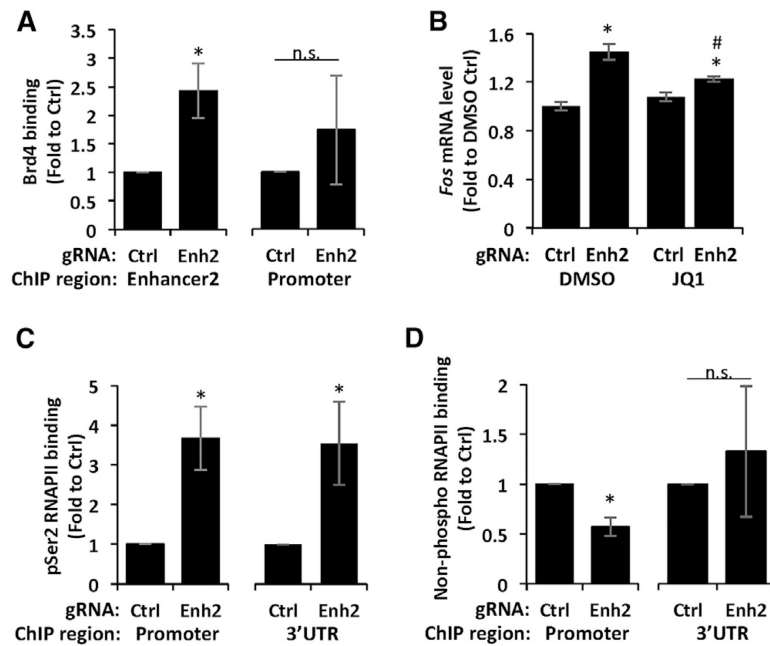 A
Brd4 binding
(Fold to Ctrl)
3.5
3
2.5
2
1.5
1
0.5
0
*
n.s.
gRNA: Ctrl Enh2 Ctrl Enh2
ChIP region: Enhancer2 Promoter
B
Fos mRNA level
(Fold to DMSO Ctrl)
1.6
1.2
0.8
0.4
0
*
#
*
gRNA: Ctrl Enh2 Ctrl Enh2
DMSO JQ1
C
pSer2 RNAPII binding
(Fold to Ctrl)
5
4
3
2
1
0
*
*
gRNA: Ctrl Enh2 Ctrl Enh2
ChIP region: Promoter 3'UTR
D
Non-phospho RNAPII binding
(Fold to Ctrl)
2
1.5
1
0.5
0
*
n.s.
gRNA: Ctrl Enh2 Ctrl Enh2
ChIP region: Promoter 3'UTR